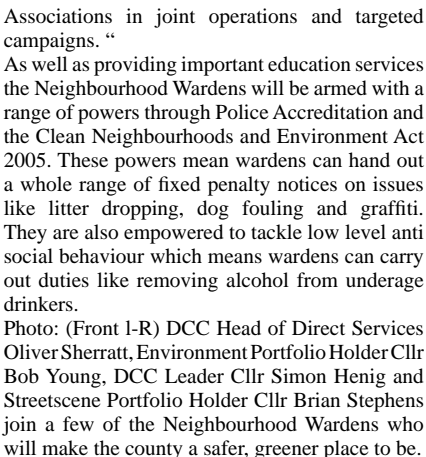 Associations in joint operations and targeted
campaigns. “
As well as providing important education services
the Neighbourhood Wardens will be armed with a
range of powers through Police Accreditation and
the Clean Neighbourhoods and Environment Act
2005. These powers mean wardens can hand out
a whole range of fixed penalty notices on issues
like litter dropping, dog fouling and graffiti.
They are also empowered to tackle low level anti
social behaviour which means wardens can carry
out duties like removing alcohol from underage
drinkers.
Photo: (Front l-R) DCC Head of Direct Services
Oliver Sherratt, Environment Portfolio Holder Cllr
Bob Young, DCC Leader Cllr Simon Henig and
Streetscene Portfolio Holder Cllr Brian Stephens
join a few of the Neighbourhood Wardens who
will make the county a safer, greener place to be.